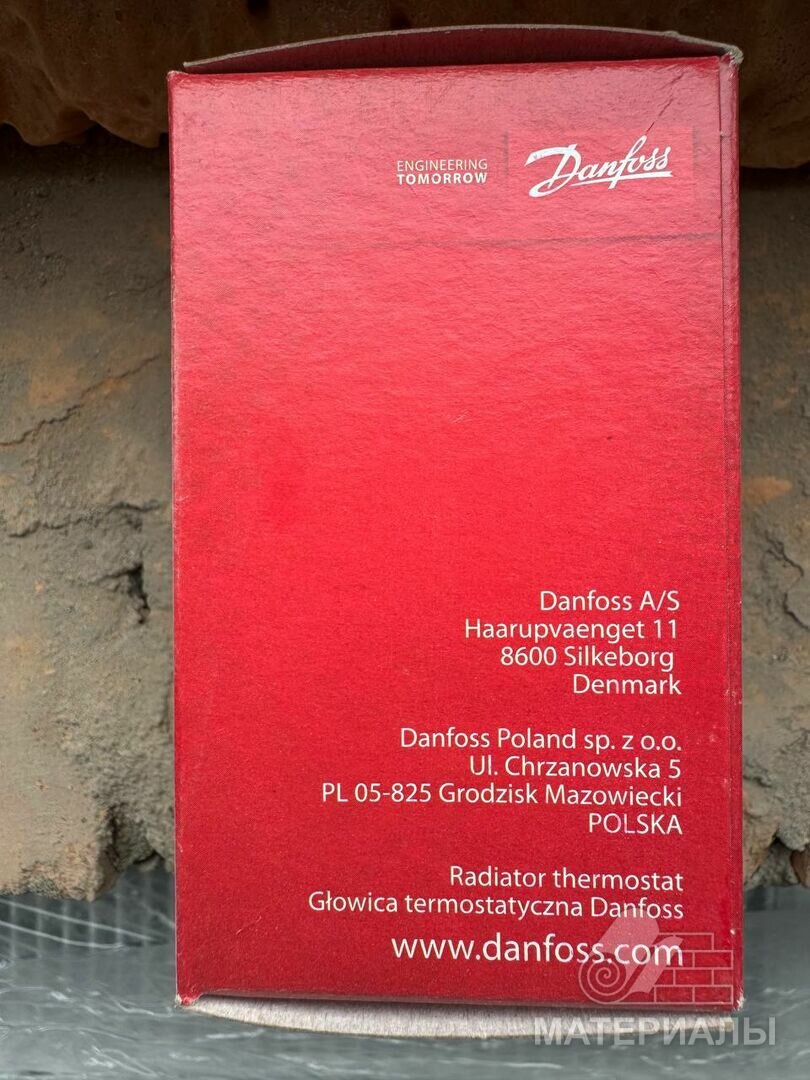 ENGINEERING
TOMORROW
Danfoss
Danfoss A/S
Haarupvaenget 11
8600 Silkeborg
Denmark
Danfoss Poland sp. z o.o.
Ul. Chrzanowska 5
PL 05-825 Grodzisk Mazowiecki
POLSKA
Radiator thermostat
Głowica termostatyczna Danfoss
www.danfoss.com
МАТЕРИАЛЫ